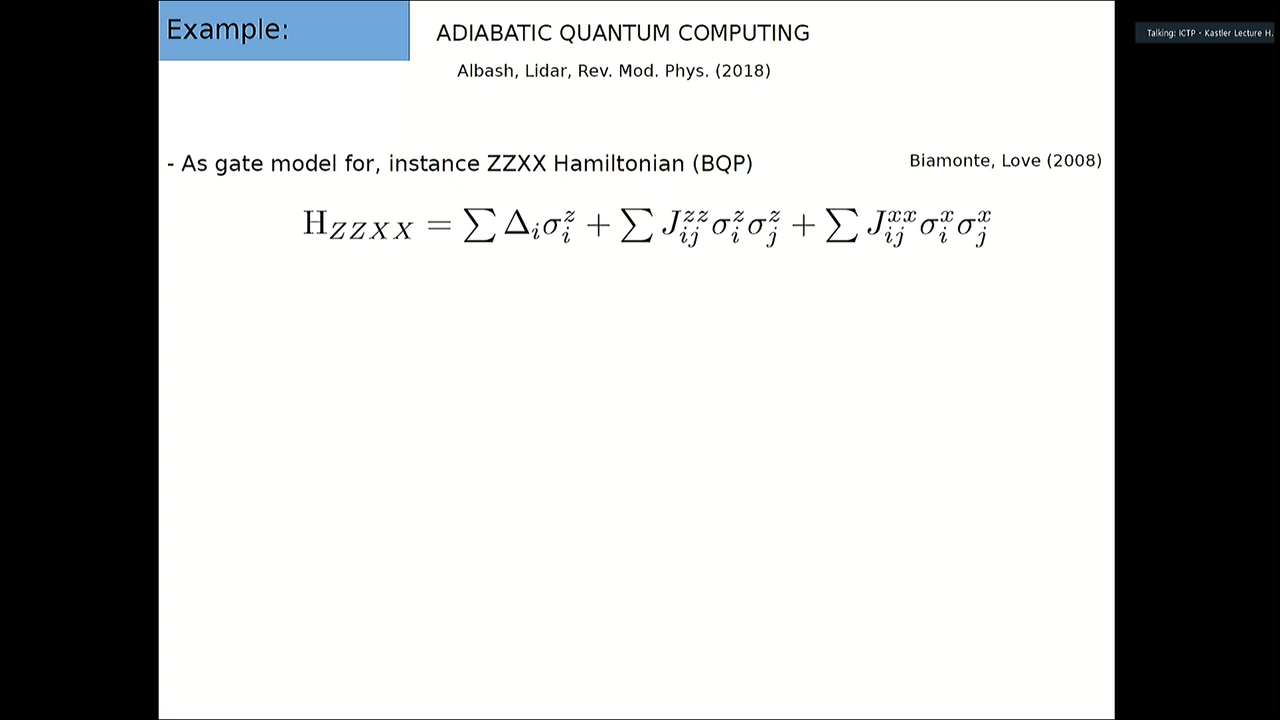 Example:
ADIABATIC QUANTUM COMPUTING
Albash, Lidar, Rev. Mod. Phys. (2018)
Talking: ICTP - Kastler Lecture H.
- As gate model for, instance ZZXX Hamiltonian (BQP)
Biamonte, Love (2008)
H_{ZZXX} = ∑ Δ_i σ_i^z + ∑ J_{ij}^{zz} σ_i^z σ_j^z + ∑ J_{ij}^{xx} σ_i^x σ_j^x